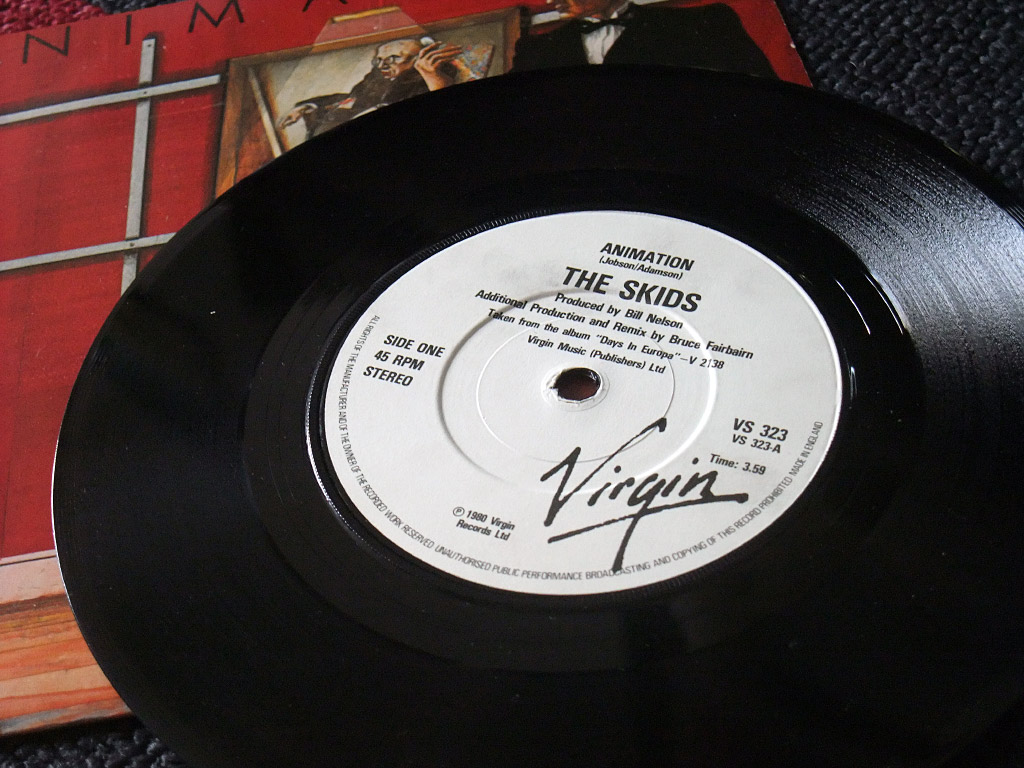 NIMA
ANIMATION
(Jobson/Adamson)
THE SKIDS
Produced by Bill Nelson
Additional Production and Remix by Bruce Fairbairn
Taken from the album "Days In Europa"—V 2138
Virgin Music (Publishers) Ltd
SIDE ONE
45 RPM
STEREO
VS 323
VS 323-A
Time: 3.59
Virgin
℗ 1980 Virgin
Records Ltd
ALL RIGHTS OF THE MANUFACTURER AND OF THE OWNER OF THE RECORDED WORK RESERVED. UNAUTHORISED PUBLIC PERFORMANCE BROADCASTING AND COPYING OF THIS RECORD PROHIBITED. MADE IN ENGLAND